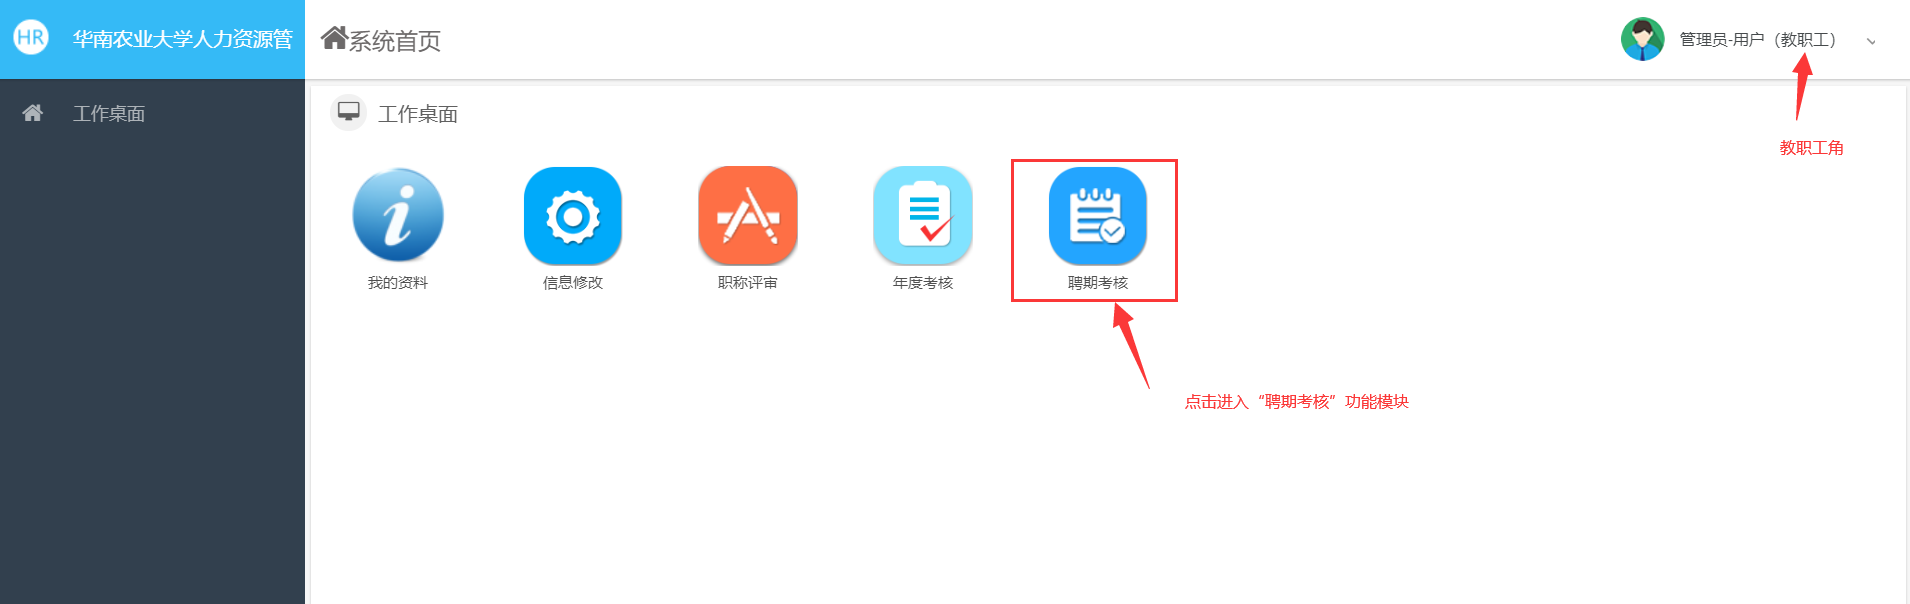 HR
华南农业大学人力资源管
系统首页
管理员-用户（教职工）
工作桌面
工作桌面
教职工角
我的资料
信息修改
职称评审
年度考核
聘期考核
点击进入“聘期考核”功能模块